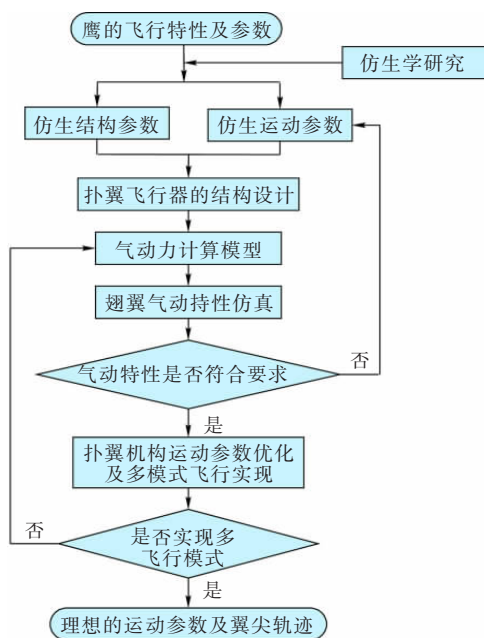 鹰的飞行特性及参数
仿生学研究
仿生结构参数
仿生运动参数
扑翼飞行器的结构设计
气动力计算模型
翅翼气动持性仿真
气动特性是否符合要求
否
是
扑翼机构运动参数优化
及多模式飞行实现
否
是否实现多
飞行模式
是
理想的运动参数及翼尖轨迹